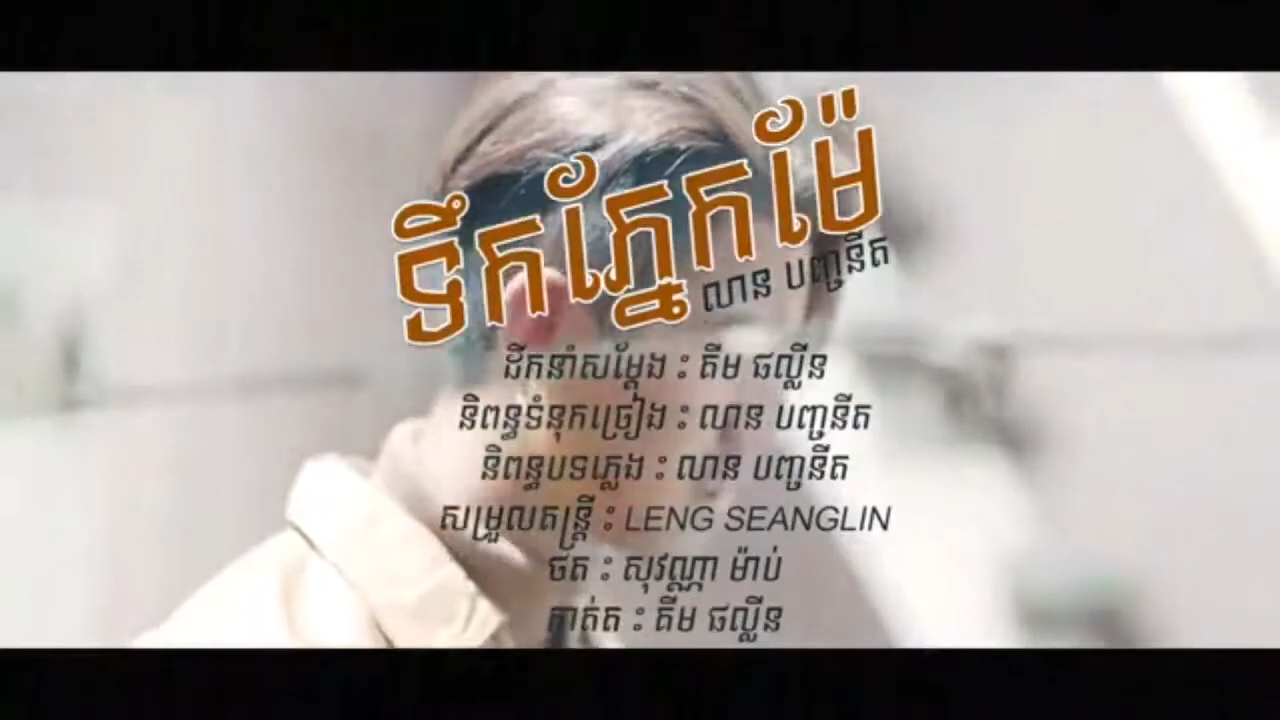 ទឹកភ្នែកម៉ែ
លាន បញ្ចនីត
ដឹកនាំសម្តែង : គីម ផល្លីន
និពន្ធទំនុកច្រៀង : លាន បញ្ចនីត
និពន្ធបទភ្លេង : លាន បញ្ចនីត
សម្រួលតន្ត្រី : LENG SEANGLIN
ថត : សុវណ្ណា ម៉ាប់
កាត់ត : គីម ផល្លីន